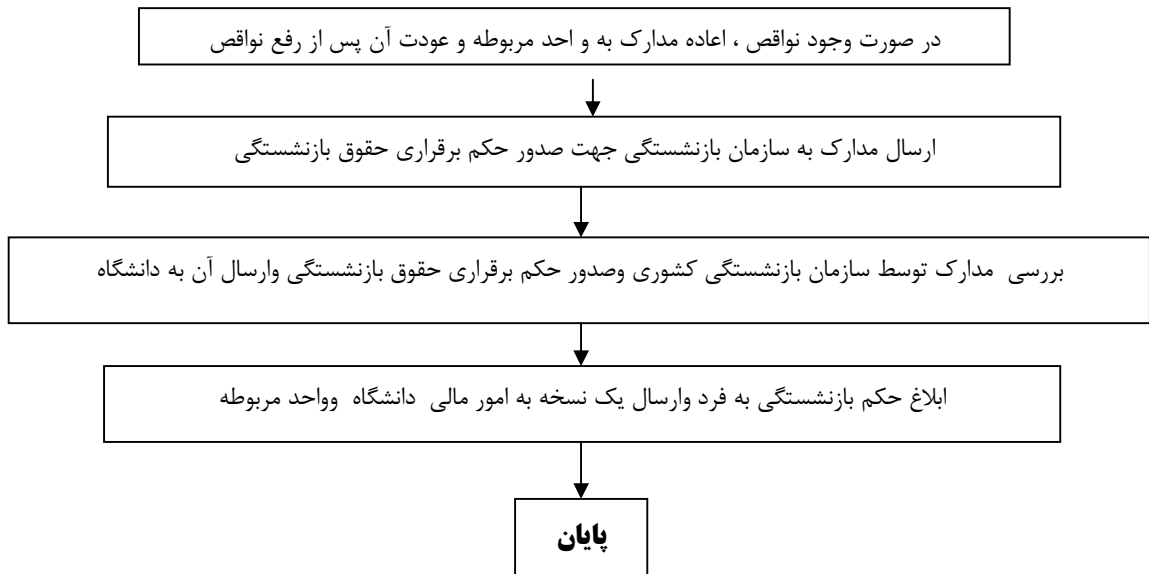 در صورت وجود نواقص ، اعاده مدارک به و احد مربوطه و عودت آن پس از رفع نواقص
ارسال مدارک به سازمان بازنشستگی جهت صدور حکم برقراری حقوق بازنشستگی
بررسی مدارک توسط سازمان بازنشستگی کشوری وصدور حکم برقراری حقوق بازنشستگی وارسال آن به دانشگاه
ابلاغ حکم بازنشستگی به فرد وارسال یک نسخه به امور مالی دانشگاه وواحد مربوطه
پایان